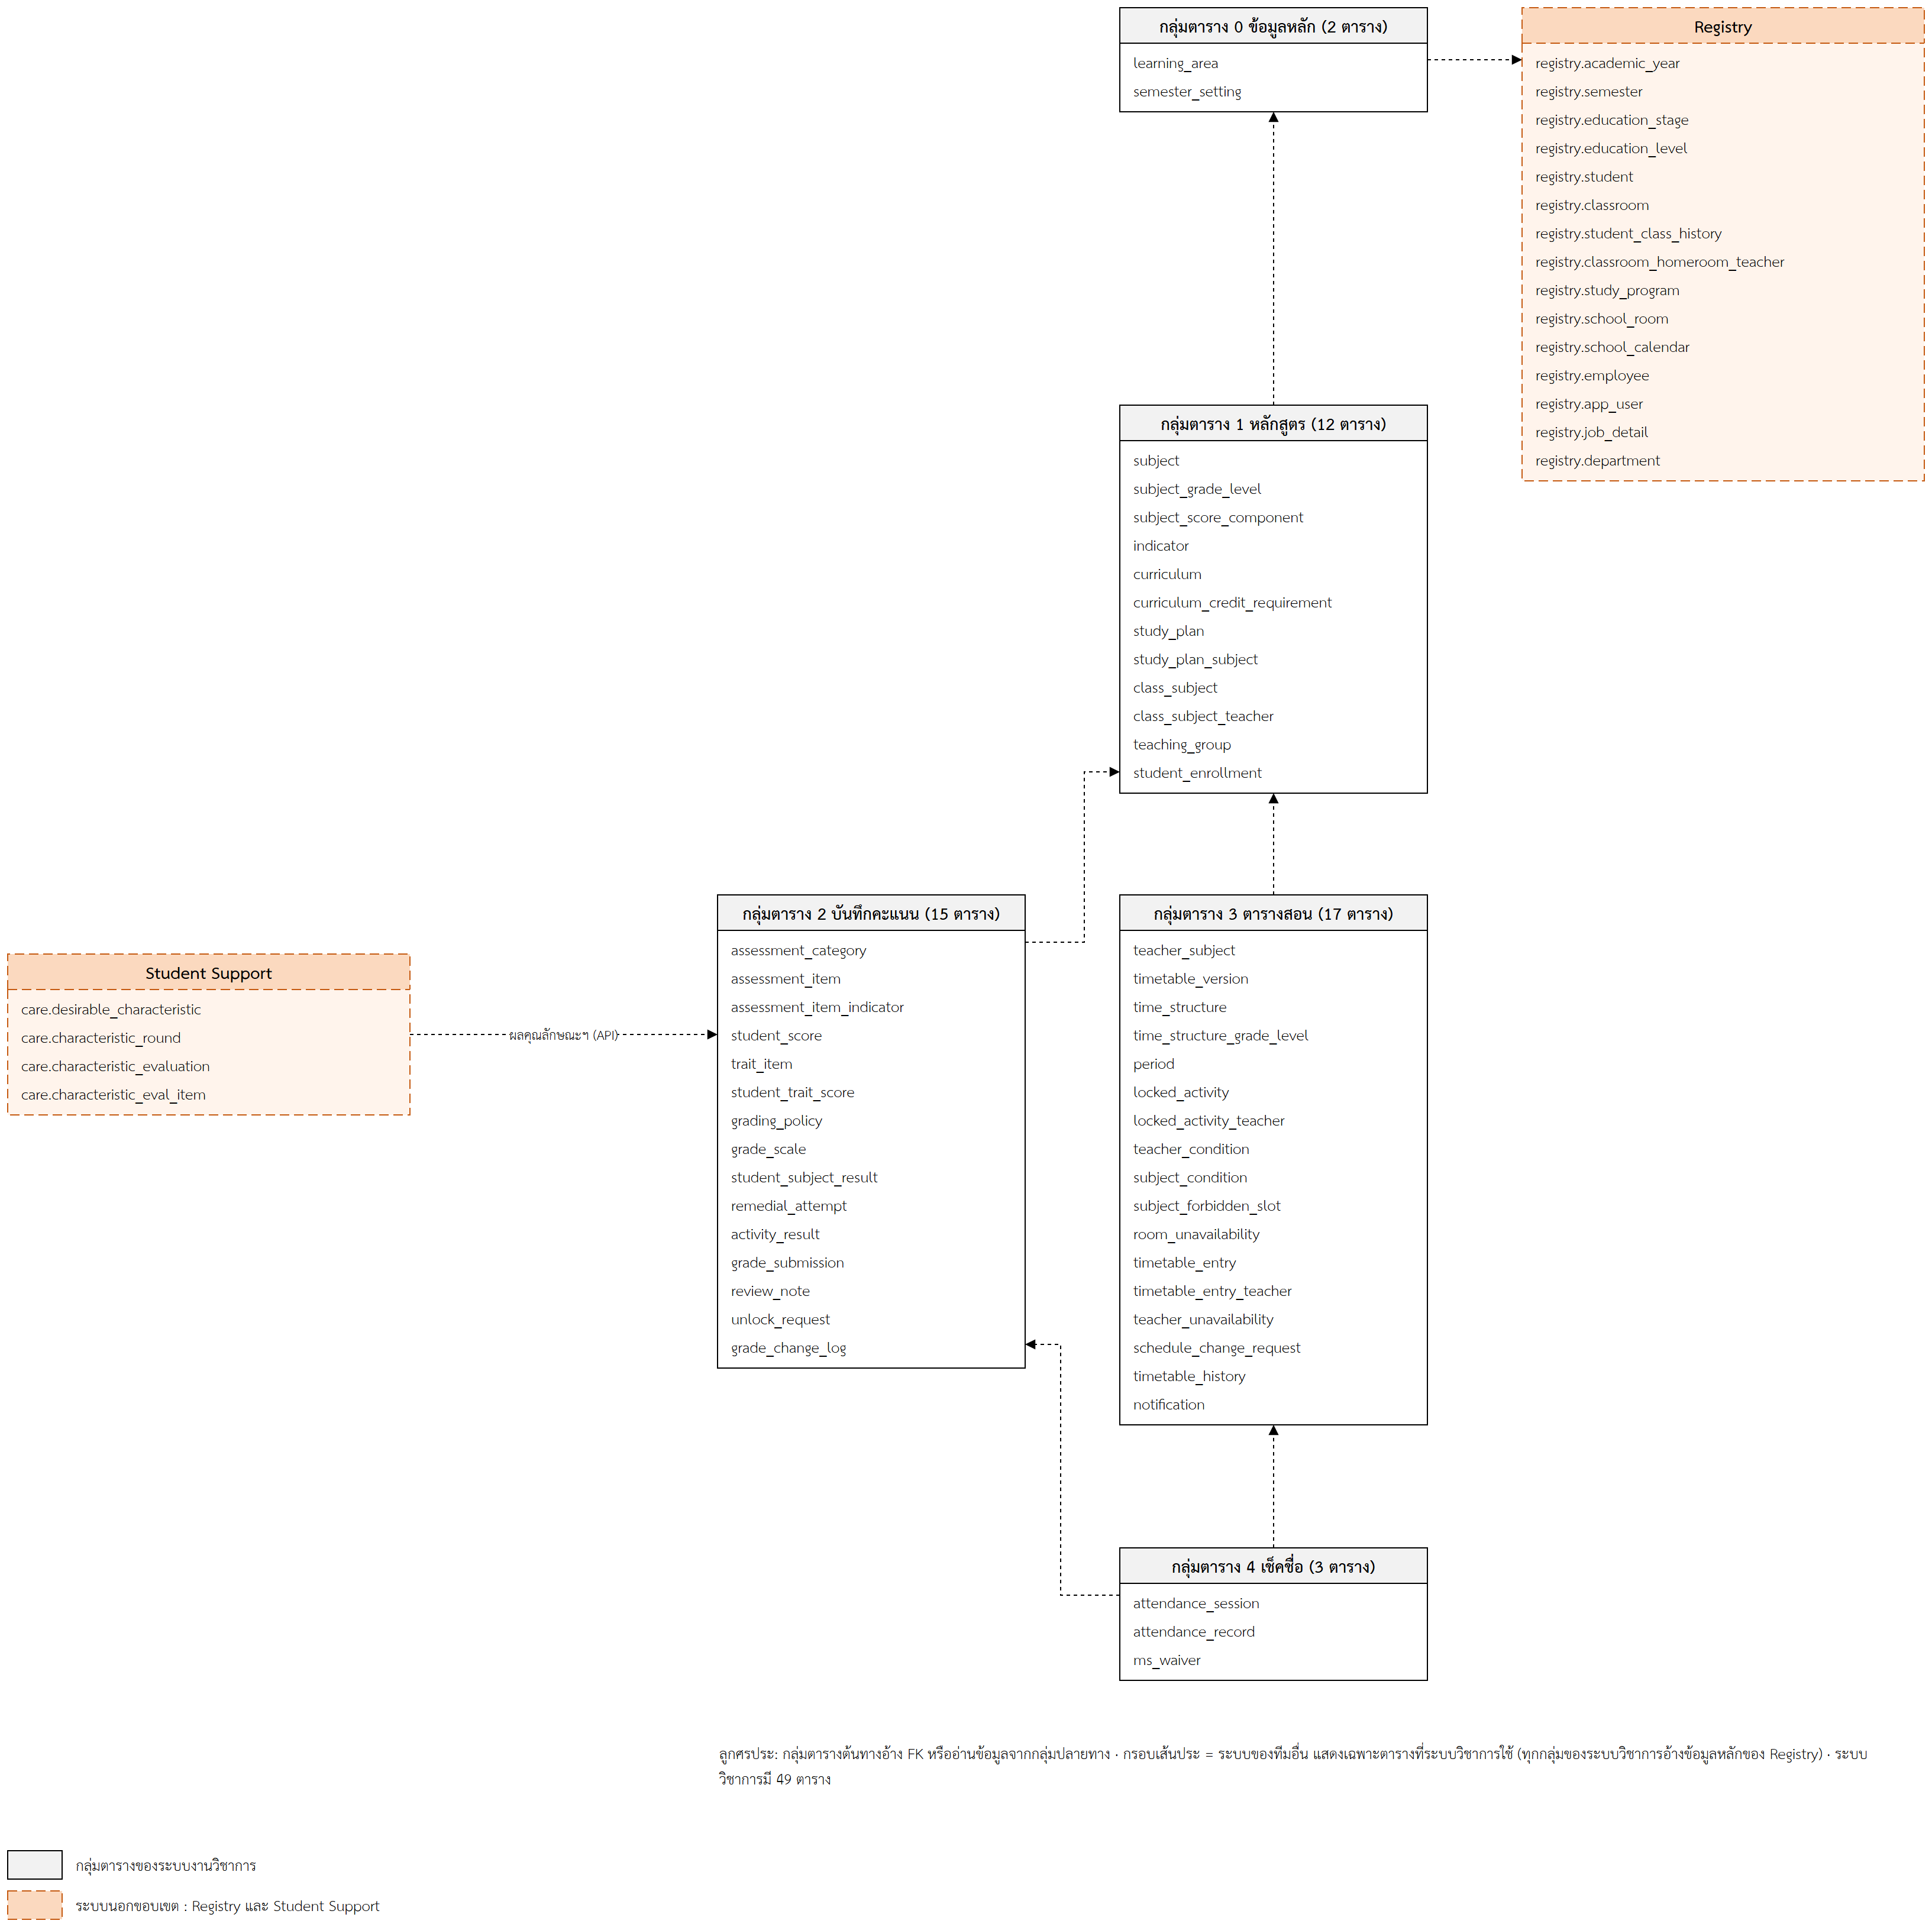 กลุ่มตาราง 0 ข้อมูลหลัก (2 ตาราง)
learning_area
semester_setting
Registry
registry.academic_year
registry.semester
registry.education_stage
registry.education_level
registry.student
registry.classroom
registry.student_class_history
registry.classroom_homeroom_teacher
registry.study_program
registry.school_room
registry.school_calendar
registry.employee
registry.app_user
registry.job_detail
registry.department
กลุ่มตาราง 1 หลักสูตร (12 ตาราง)
subject
subject_grade_level
subject_score_component
indicator
curriculum
curriculum_credit_requirement
study_plan
study_plan_subject
class_subject
class_subject_teacher
teaching_group
student_enrollment
Student Support
care.desirable_characteristic
care.characteristic_round
care.characteristic_evaluation
care.characteristic_eval_item
ผลคุณลักษณะฯ (API)
กลุ่มตาราง 2 บันทึกคะแนน (15 ตาราง)
assessment_category
assessment_item
assessment_item_indicator
student_score
trait_item
student_trait_score
grading_policy
grade_scale
student_subject_result
remedial_attempt
activity_result
grade_submission
review_note
unlock_request
grade_change_log
กลุ่มตาราง 3 ตารางสอน (17 ตาราง)
teacher_subject
timetable_version
time_structure
time_structure_grade_level
period
locked_activity
locked_activity_teacher
teacher_condition
subject_condition
subject_forbidden_slot
room_unavailability
timetable_entry
timetable_entry_teacher
teacher_unavailability
schedule_change_request
timetable_history
notification
กลุ่มตาราง 4 เช็คชื่อ (3 ตาราง)
attendance_session
attendance_record
ms_waiver
ลูกศรประ: กลุ่มตารางต้นทางอ้าง FK หรืออ่านข้อมูลจากกลุ่มปลายทาง · กรอบเส้นประ = ระบบของทีมอื่น แสดงเฉพาะตารางที่ระบบวิชาการใช้ (ทุกกลุ่มของระบบวิชาการอ้างข้อมูลหลักของ Registry) · ระบบ
วิชาการมี 49 ตาราง
กลุ่มตารางของระบบงานวิชาการ
ระบบนอกขอบเขต : Registry และ Student Support